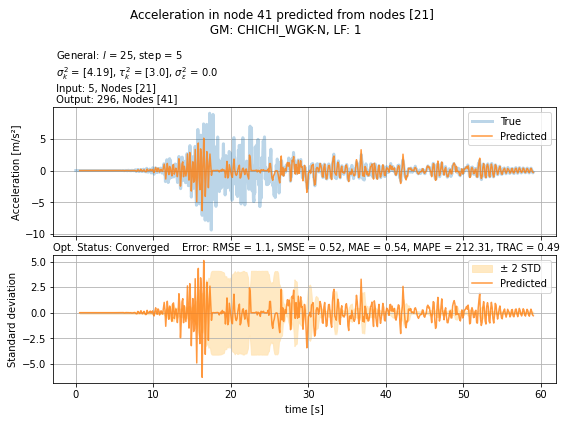 Acceleration in node 41 predicted from nodes [21]
GM: CHICHI_WGK-N, LF: 1
General: l = 25, step = 5
σ²ₖ = [4.19], τ²ₖ = [3.0], σ²ε = 0.0
Input: 5, Nodes [21]
Output: 296, Nodes [41]
Acceleration [m/s²]
5
0
−5
−10
True
Predicted
Opt. Status: Converged Error: RMSE = 1.1, SMSE = 0.52, MAE = 0.54, MAPE = 212.31, TRAC = 0.49
Standard deviation
5.0
2.5
0.0
−2.5
−5.0
± 2 STD
Predicted
0 10 20 30 40 50 60
time [s]